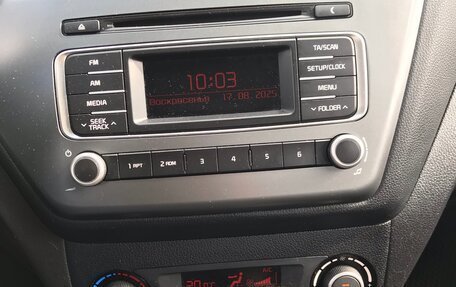 TA/SCAN
FM
10:03
SETUP/CLOCK
AM
MENU
MEDIA
Воскресенье 17.08.2025
FOLDER
SEEK
TRACK
1 RPT
2 RDM
3
4
5
6
A/C